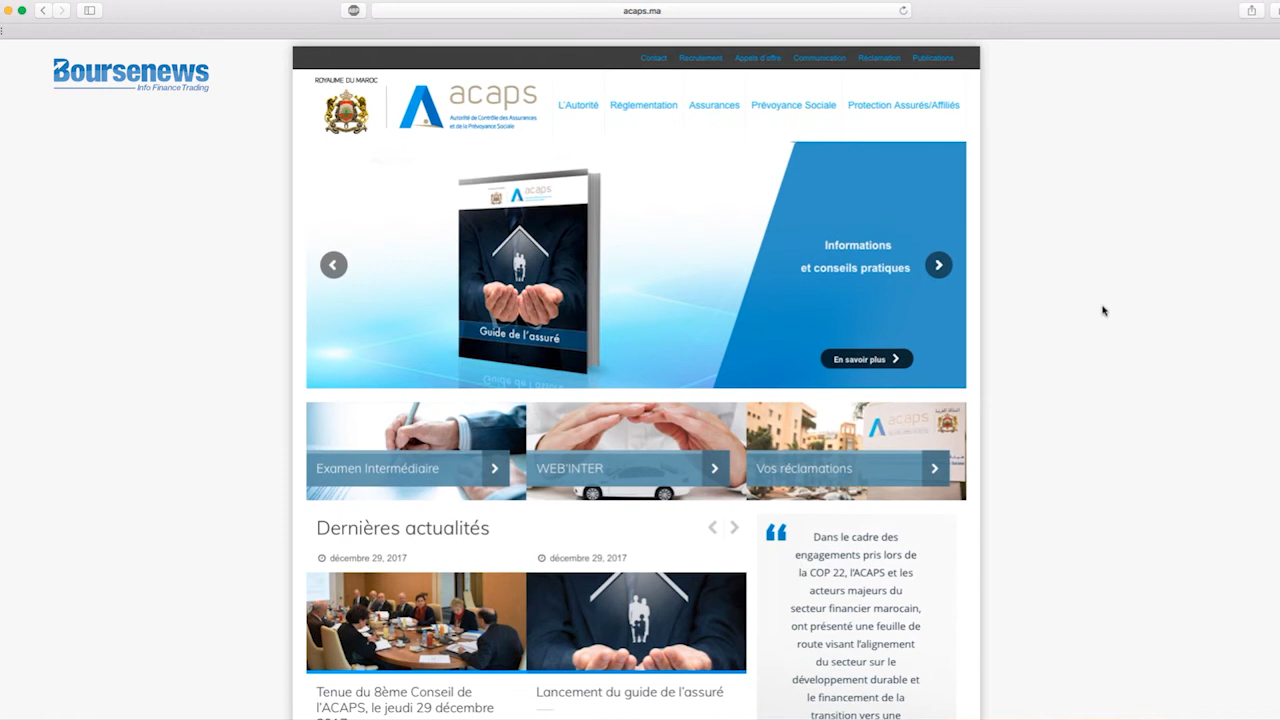 acaps.ma
Boursenews
Info Finance Trading
Contact Recrutement Appels d'offre Communication Réclamation Publications
ROYAUME DU MAROC
acaps
Autorité de Contrôle des Assurances
et de la Prévoyance Sociale
L'Autorité Réglementation Assurances Prévoyance Sociale Protection Assurés/Affiliés
acaps
Guide de l'assuré
Informations
et conseils pratiques
En savoir plus
Examen Intermédiaire
WEB'INTER
acaps
Vos réclamations
Dernières actualités
décembre 29, 2017
décembre 29, 2017
Tenue du 8ème Conseil de
l'ACAPS, le jeudi 29 décembre
2017
Lancement du guide de l'assuré
Dans le cadre des
engagements pris lors de
la COP 22, l'ACAPS et les
acteurs majeurs du
secteur financier marocain,
ont présenté une feuille de
route visant l'alignement
du secteur sur le
développement durable et
le financement de la
transition vers une